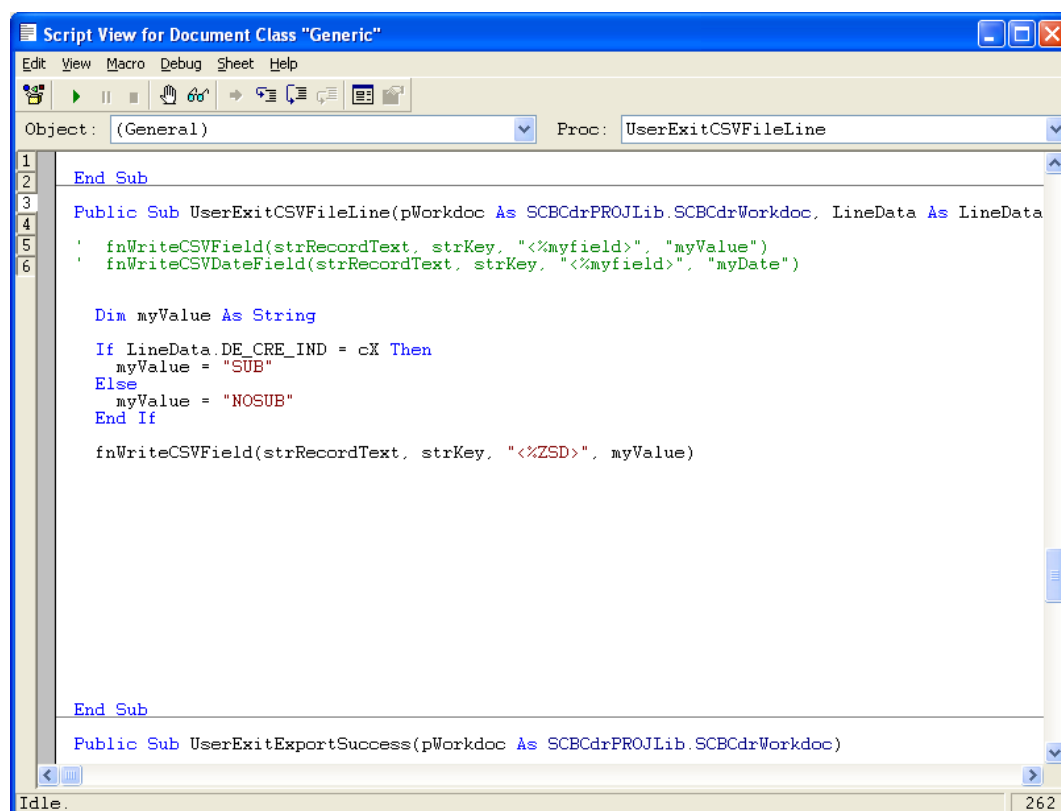 Script View for Document Class "Generic"
Edit View Macro Debug Sheet Help
Object: (General) Proc: UserExitCSVFileLine
1
2
3
4
5
6
End Sub
Public Sub UserExitCSVFileLine(pWorkdoc As SCBCdrPROJLib.SCBCdrWorkdoc, LineData As LineData
' fnWriteCSVField(strRecordText, strKey, "<%myfield>", "myValue")
' fnWriteCSVDateField(strRecordText, strKey, "<%myfield>", "myDate")
Dim myValue As String
If LineData.DE_CRE_IND = cX Then
myValue = "SUB"
Else
myValue = "NOSUB"
End If
fnWriteCSVField(strRecordText, strKey, "<%ZSD>", myValue)
End Sub
Public Sub UserExitExportSuccess(pWorkdoc As SCBCdrPROJLib.SCBCdrWorkdoc)
Idle. 262